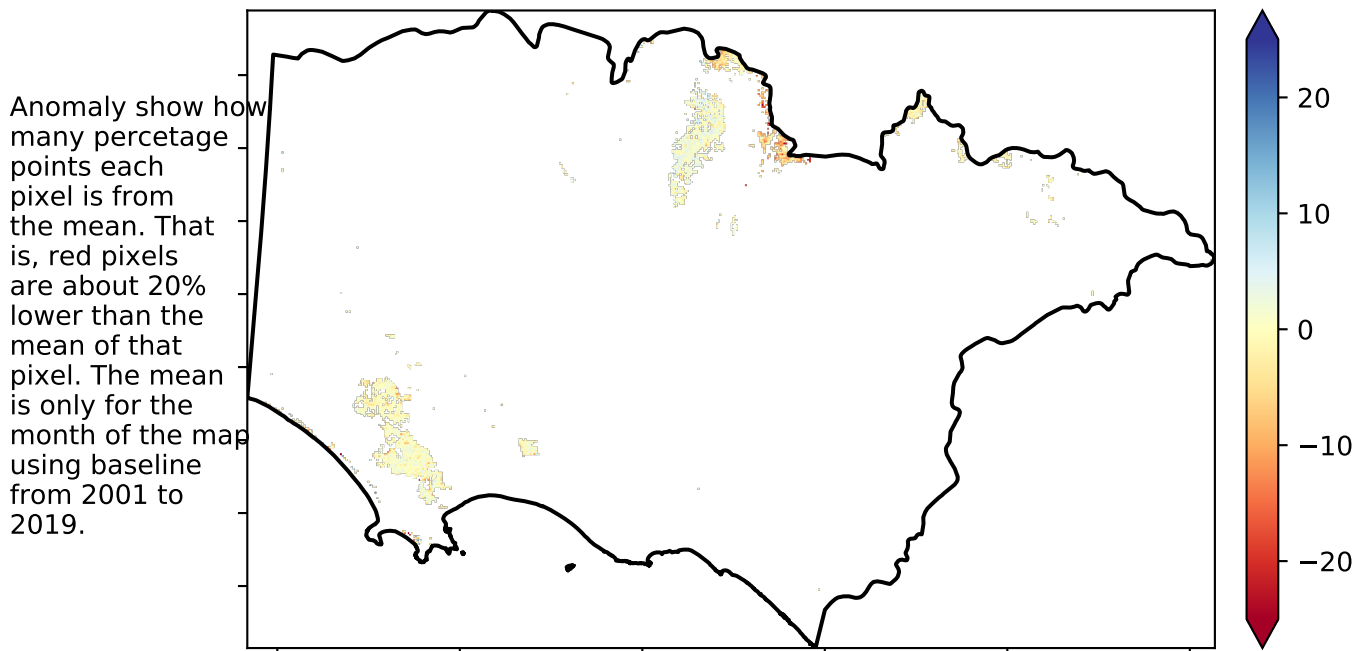 Anomaly show how
many percetage
points each
pixel is from
the mean. That
is, red pixels
are about 20%
lower than the
mean of that
pixel. The mean
is only for the
month of the map
using baseline
from 2001 to
2019.
20
10
0
−10
−20